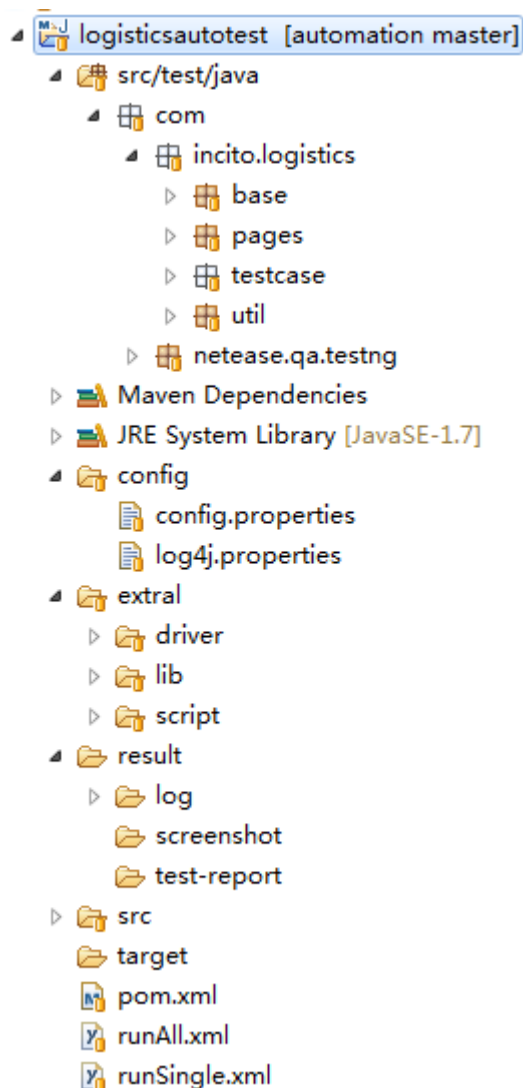 logisticsautotest [automation master]
src/test/java
com
incito.logistics
base
pages
testcase
util
netease.qa.testng
Maven Dependencies
JRE System Library [JavaSE-1.7]
config
config.properties
log4j.properties
extral
driver
lib
script
result
log
screenshot
test-report
src
target
pom.xml
runAll.xml
runSingle.xml